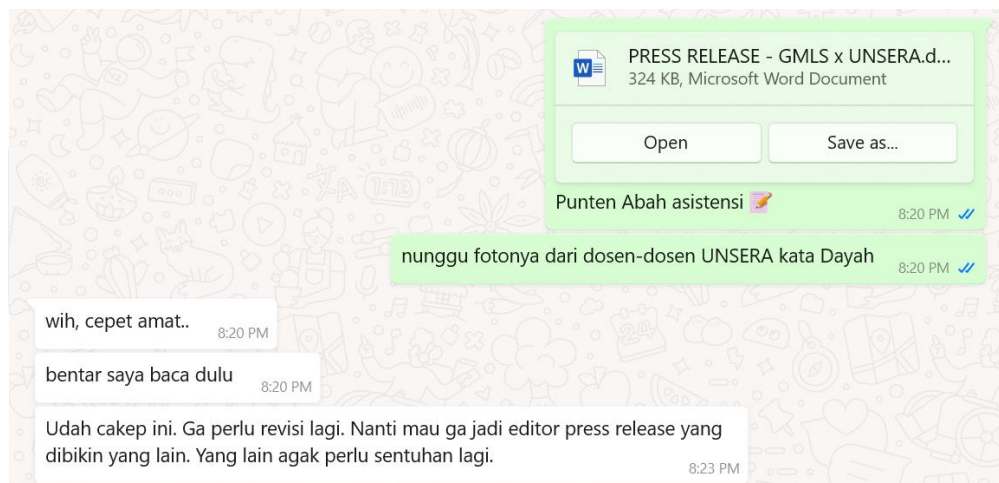 PRESS RELEASE - GMLS x UNSERA.d...
324 KB, Microsoft Word Document
Open
Save as...
Punten Abah asistensi 📝
8:20 PM
nunggu fotonya dari dosen-dosen UNSERA kata Dayah
8:20 PM
wih, cepet amat..
8:20 PM
bentar saya baca dulu
8:20 PM
Udah cakep ini. Ga perlu revisi lagi. Nanti mau ga jadi editor press release yang
dibikin yang lain. Yang lain agak perlu sentuhan lagi.
8:23 PM